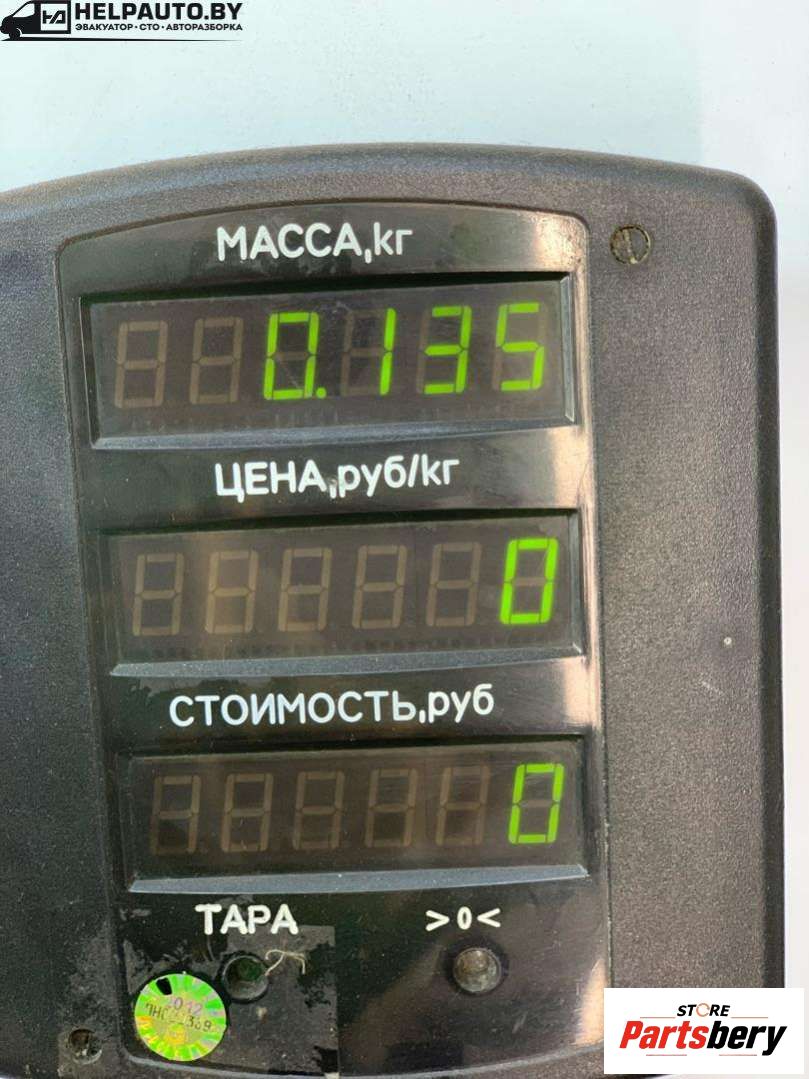 HELPAUTO.BY
ЭВАКУАТОР•СТО•АВТОРАЗБОРКА
МАССА,кг
0.135
ЦЕНА,руб/кг
0
СТОИМОСТЬ,руб
0
ТАРА >0<
STORE
Partsbery